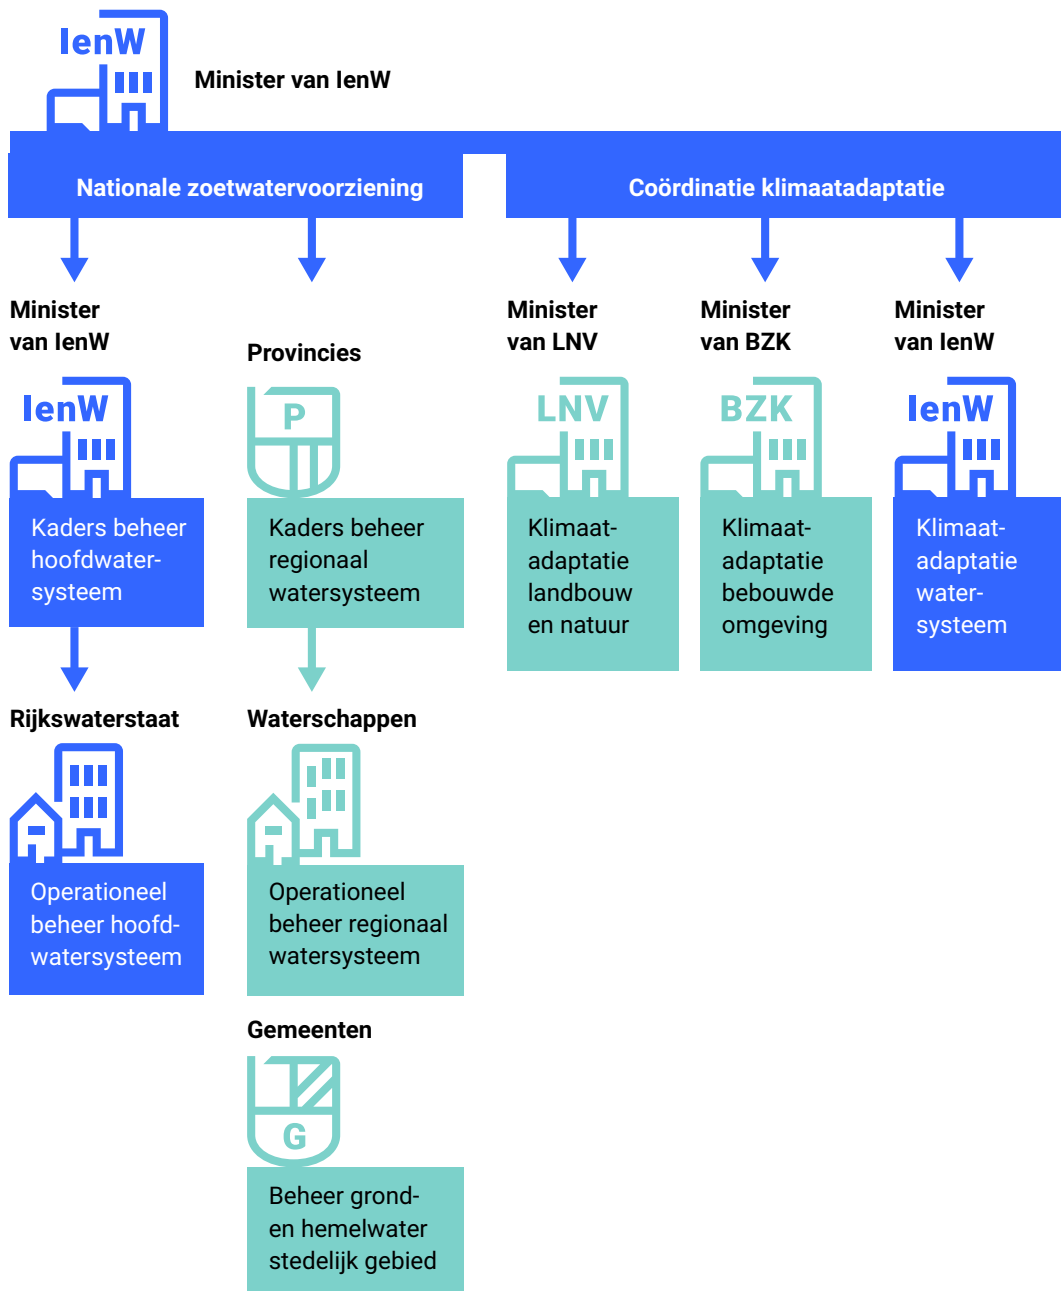 IenW
Minister van IenW
Nationale zoetwatervoorziening
Coördinatie klimaatadaptatie
Minister
van IenW
IenW
Kaders beheer
hoofdwater-
systeem
Provincies
P
Kaders beheer
regionaal
watersysteem
Minister
van LNV
LNV
Klimaat-
adaptatie
landbouw
en natuur
Minister
van BZK
BZK
Klimaat-
adaptatie
bebouwde
omgeving
Minister
van IenW
IenW
Klimaat-
adaptatie
water-
systeem
Rijkswaterstaat
Operationeel
beheer hoofd-
watersysteem
Waterschappen
Operationeel
beheer regionaal
watersysteem
Gemeenten
G
Beheer grond-
en hemelwater
stedelijk gebied